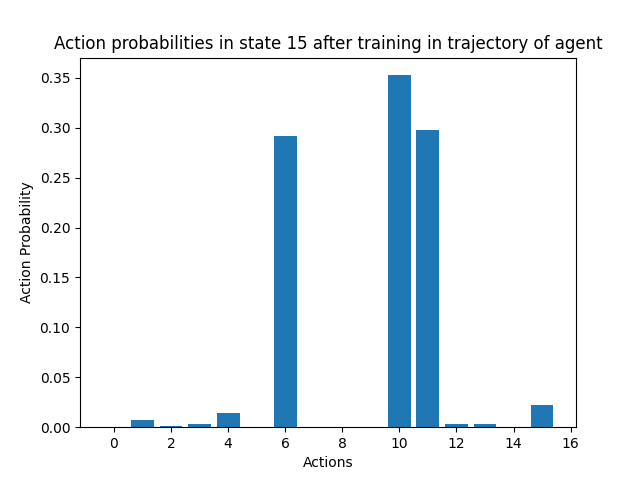 Action probabilities in state 15 after training in trajectory of agent
0.35
0.30
0.25
0.20
0.15
0.10
0.05
0.00
Action Probability
0 2 4 6 8 10 12 14 16
Actions